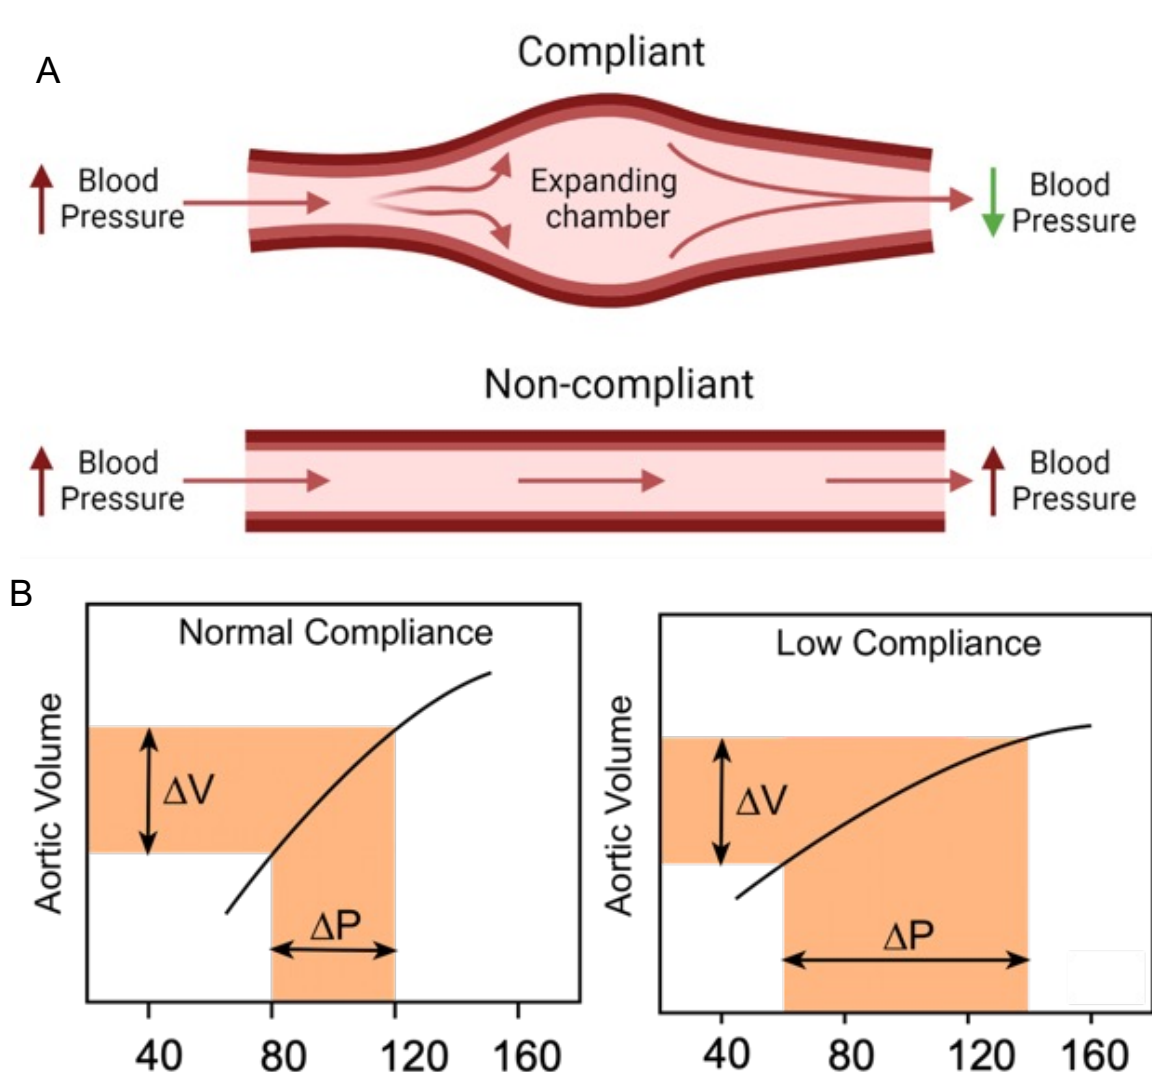 A
Compliant
Blood
Pressure
Expanding
chamber
Blood
Pressure
Non-compliant
Blood
Pressure
Blood
Pressure
B
Normal Compliance
Aortic Volume
ΔV
ΔP
40 80 120 160
Low Compliance
Aortic Volume
ΔV
ΔP
40 80 120 160